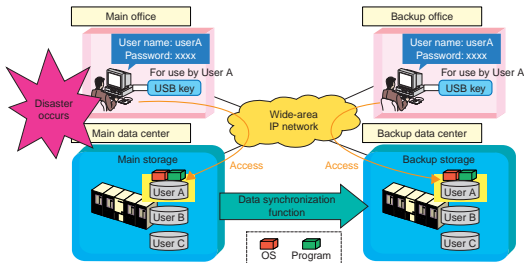 Main office
User name: userA
Password: xxxx
For use by User A
USB key
Disaster
occurs
Backup office
User name: userA
Password: xxxx
For use by User A
USB key
Wide-area
IP network
Main data center
Backup data center
Access
Access
Main storage
User A
User B
User C
Data synchronization
function
Backup storage
User A
User B
User C
OS
Program